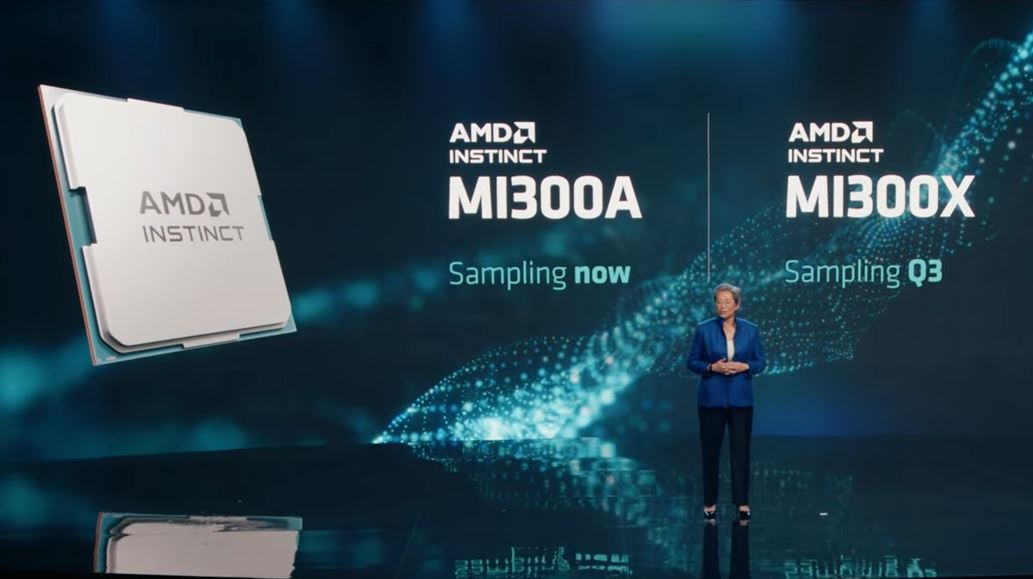 AMD
INSTINCT
AMD
INSTINCT
MI300A
Sampling now
AMD
INSTINCT
MI300X
Sampling Q3